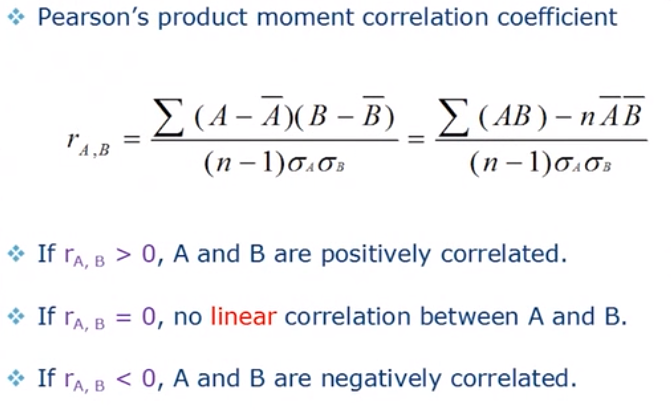 ❖ Pearson's product moment correlation coefficient
r_{A,B} = \frac{\sum (A - \overline{A})(B - \overline{B})}{(n-1)\sigma_A \sigma_B} = \frac{\sum (AB) - n\overline{A}\overline{B}}{(n-1)\sigma_A \sigma_B}
❖ If r_{A, B} > 0, A and B are positively correlated.
❖ If r_{A, B} = 0, no linear correlation between A and B.
❖ If r_{A, B} < 0, A and B are negatively correlated.